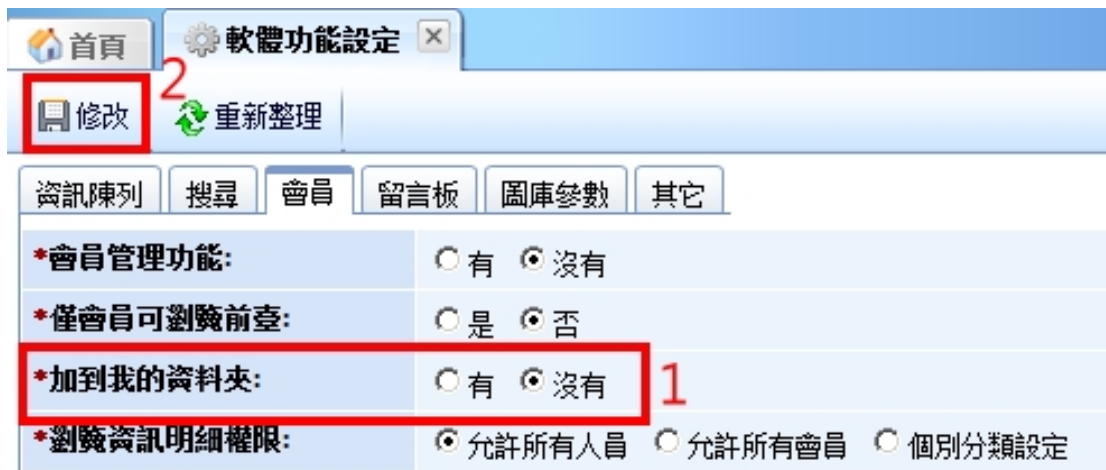 首頁 軟體功能設定
2
修改 重新整理
資訊陳列 搜尋 會員 留言板 圖庫參數 其它
*會員管理功能: 有 沒有
*僅會員可瀏覽前臺: 是 否
*加到我的資料夾: 有 沒有 1
*瀏覽資訊明細權限: 允許所有人員 允許所有會員 個別分類設定